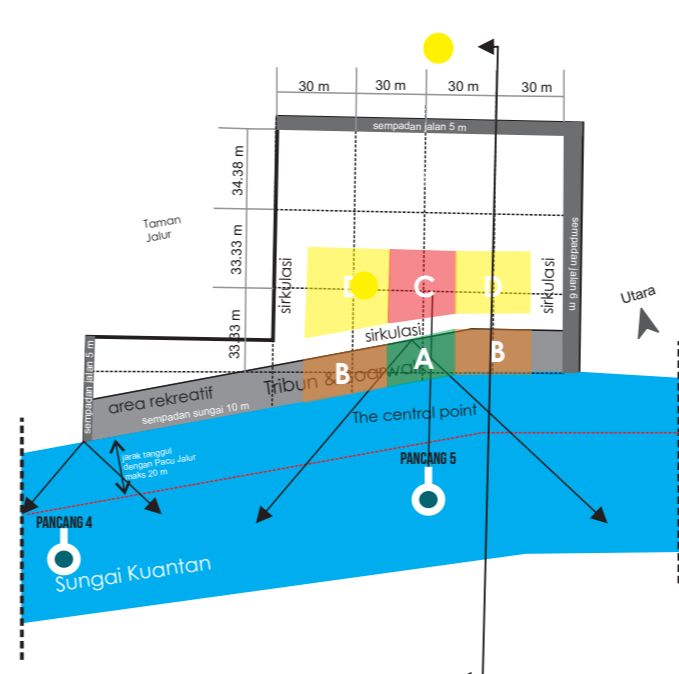 30 m
30 m
30 m
30 m
sempadan jalan 5 m
34.38 m
33.33 m
33.33 m
Taman
Jalur
sirkulasi
sirkulasi
sempadan jalan 6 m
Utara
C
D
sirkulasi
sempadan jalan 5 m
B
A
B
Tribun &
area rekreatif
sempadan sungai 10 m
The central point
jarak tanggul
dengan Pacu Jalur
maks 20 m
PANCANG 5
PANCANG 4
Sungai Kuantan